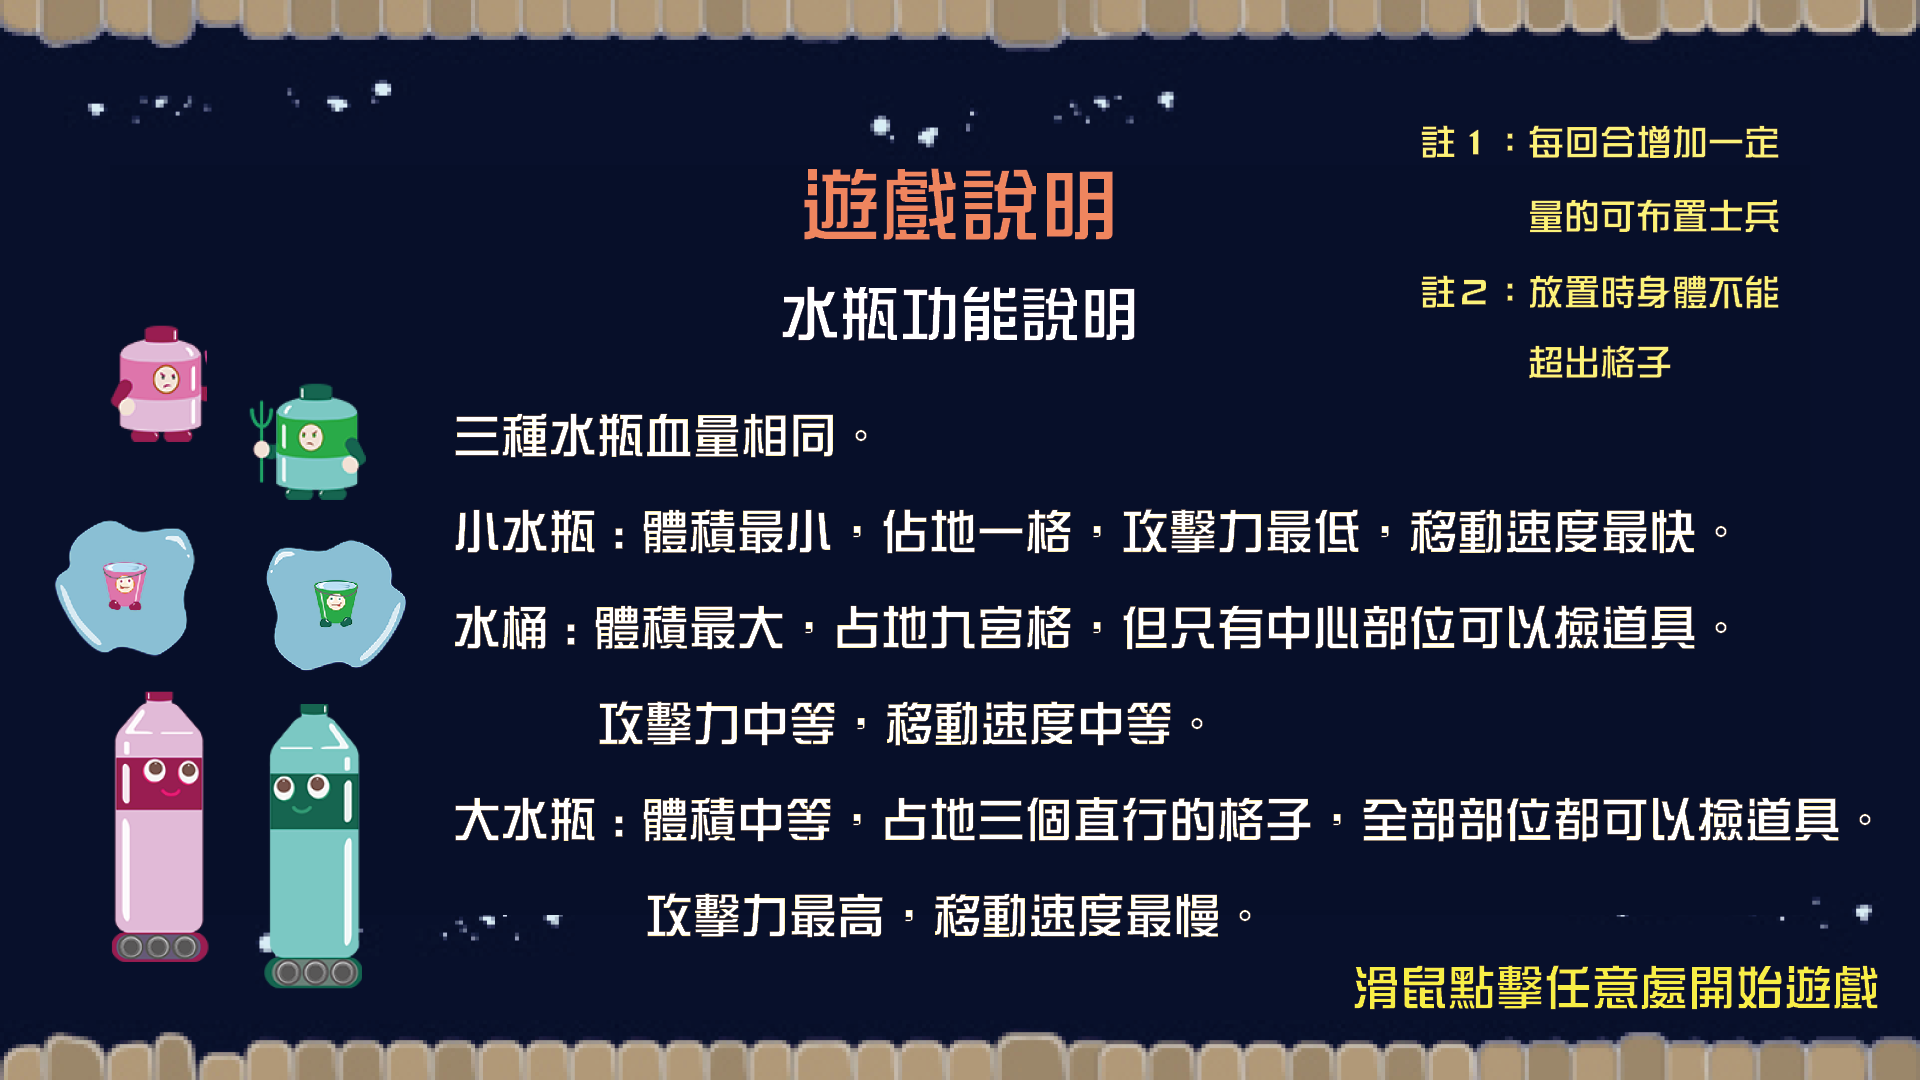 遊戲說明
水瓶功能說明
註1：每回合增加一定
量的可布置士兵
註2：放置時身體不能
超出格子
三種水瓶血量相同。
小水瓶：體積最小，佔地一格，攻擊力最低，移動速度最快。
水桶：體積最大，占地九宮格，但只有中心部位可以撿道具。
攻擊力中等，移動速度中等。
大水瓶：體積中等，占地三個直行的格子，全部部位都可以撿道具。
攻擊力最高，移動速度最慢。
滑鼠點擊任意處開始遊戲